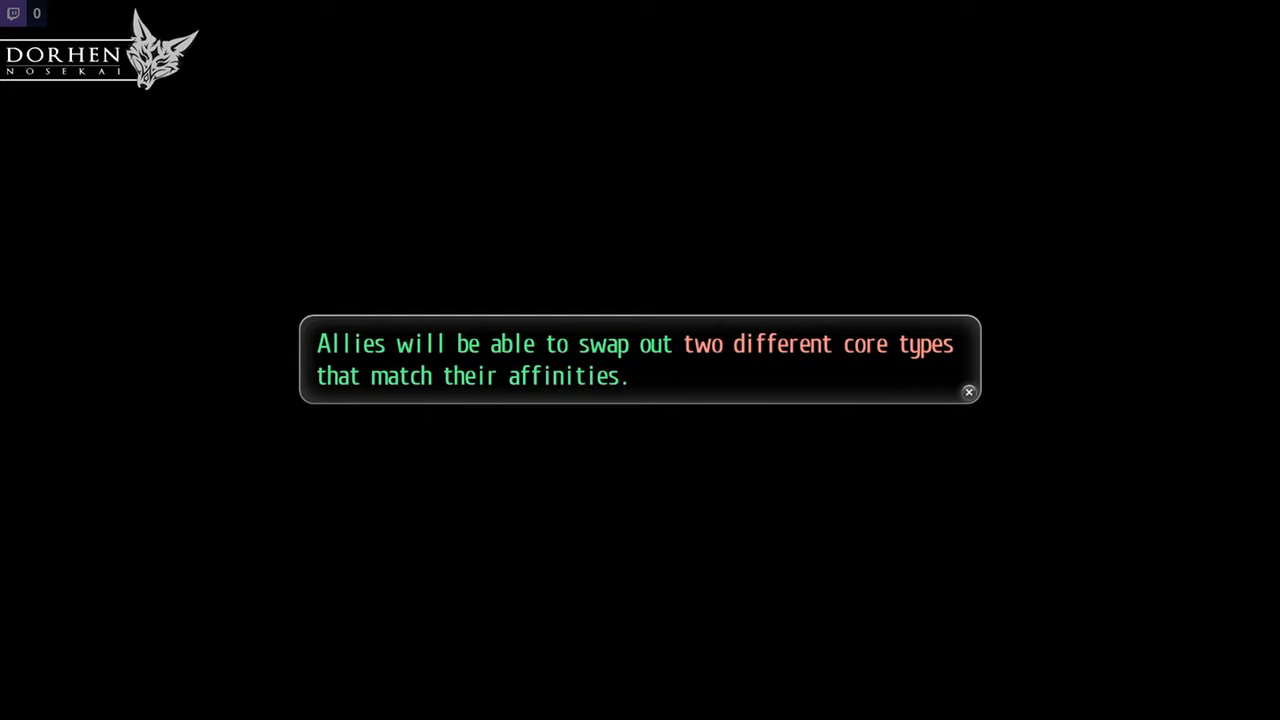 0
DORHEN
NOSEKAI
Allies will be able to swap out two different core types
that match their affinities.